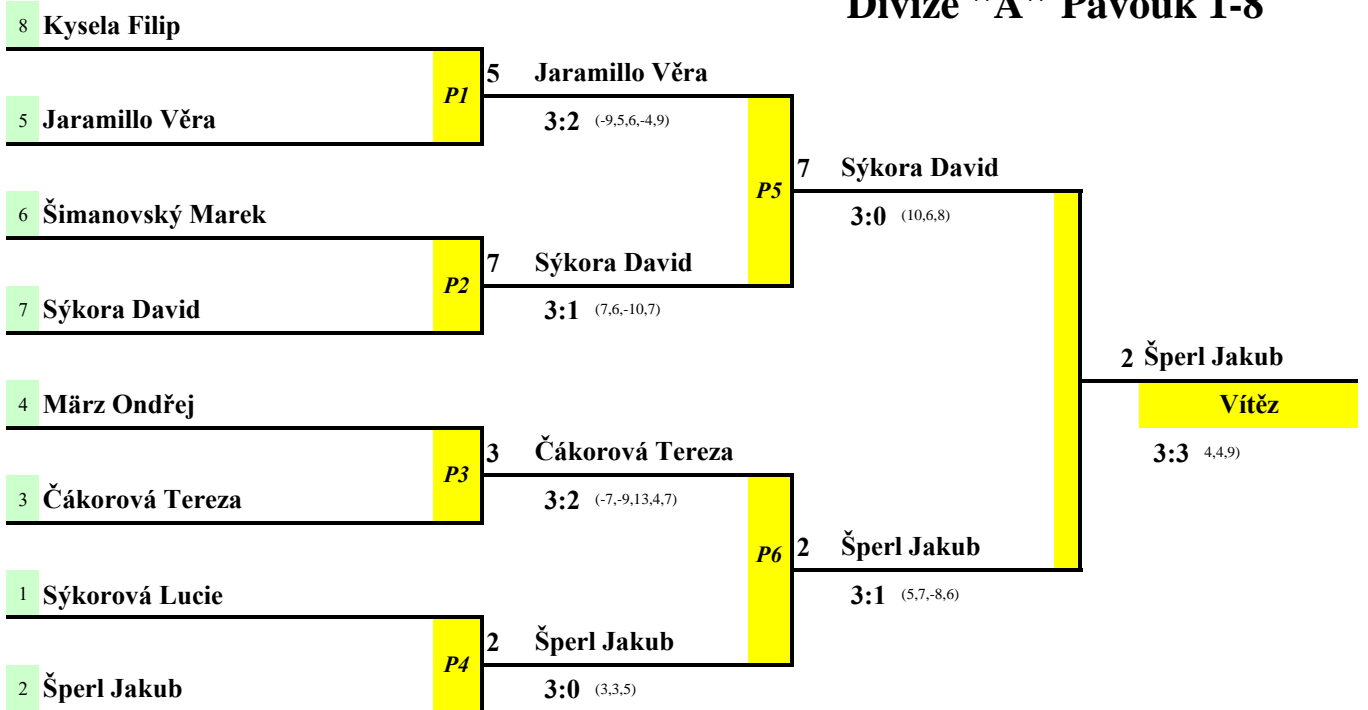 Divize "A" Pavouk 1-8
8 Kysela Filip
5 Jaramillo Věra
P1
3:2 (-9,5,6,-4,9)
5 Jaramillo Věra
7 Sýkora David
P5
3:0 (10,6,8)
6 Šimanovský Marek
7 Sýkora David
P2
3:1 (7,6,-10,7)
7 Sýkora David
2 Šperl Jakub
Vítěz
4 März Ondřej
3:3 4,4,9)
3 Čákorová Tereza
P3
3:2 (-7,-9,13,4,7)
3 Čákorová Tereza
P6
2 Šperl Jakub
3:1 (5,7,-8,6)
1 Sýkorová Lucie
2 Šperl Jakub
P4
3:0 (3,3,5)
2 Šperl Jakub